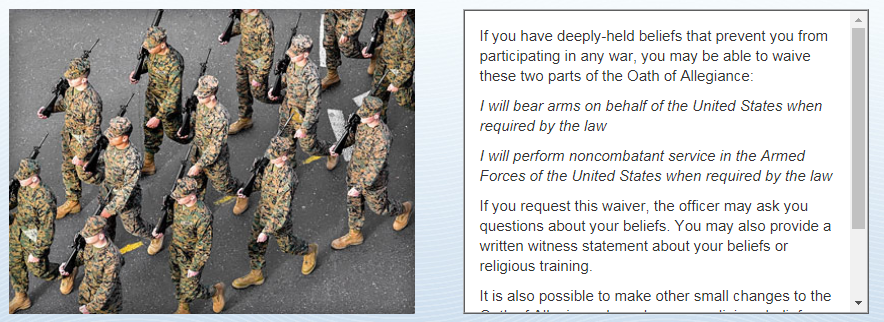 If you have deeply-held beliefs that prevent you from
participating in any war, you may be able to waive
these two parts of the Oath of Allegiance:
I will bear arms on behalf of the United States when
required by the law
I will perform noncombatant service in the Armed
Forces of the United States when required by the law
If you request this waiver, the officer may ask you
questions about your beliefs. You may also provide a
written witness statement about your beliefs or
religious training.
It is also possible to make other small changes to the